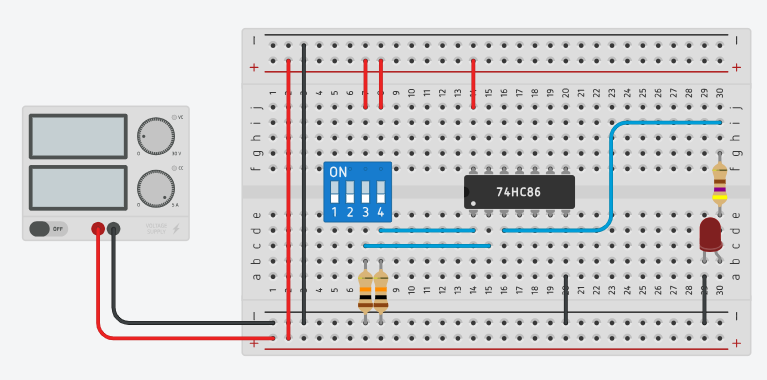 − −
+ +
1 2 3 4 5 6 7 8 9 10 11 12 13 14 15 16 17 18 19 20 21 22 23 24 25 26 27 28 29 30
j j
i i
h h
g g
f f
ON
1 2 3 4
74HC86
0 30 V
VC
0 5 A
CC
OFF
VOLTAGE
SUPPLY
e e
d d
c c
b b
a a
1 2 3 4 5 6 7 8 9 10 11 12 13 14 15 16 17 18 19 20 21 22 23 24 25 26 27 28 29 30
− −
+ +